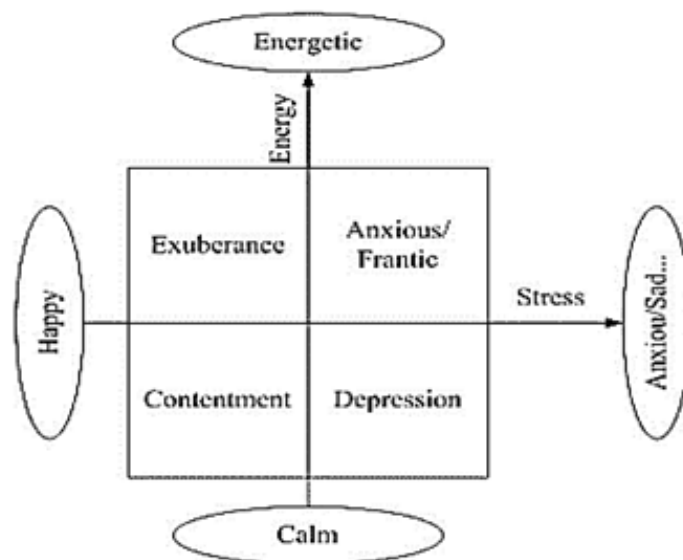 Energetic
Energy
Exuberance
Anxious/
Frantic
Happy
Stress
Anxiou/Sad...
Contentment
Depression
Calm